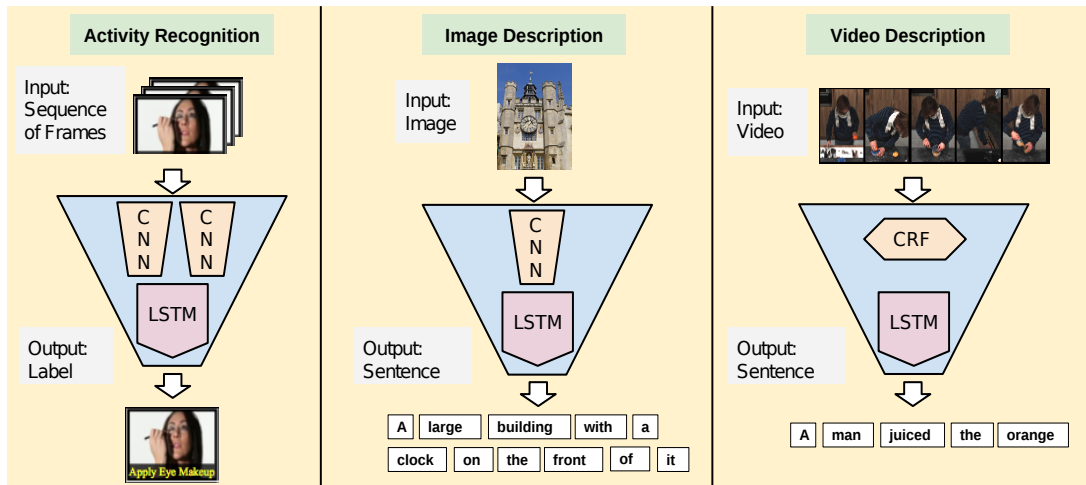 Activity Recognition
Input:
Sequence
of Frames
C
N
N
C
N
N
LSTM
Output:
Label
Apply Eye Makeup
Image Description
Input:
Image
C
N
N
LSTM
Output:
Sentence
A large building with a
clock on the front of it
Video Description
Input:
Video
CRF
LSTM
Output:
Sentence
A man juiced the orange